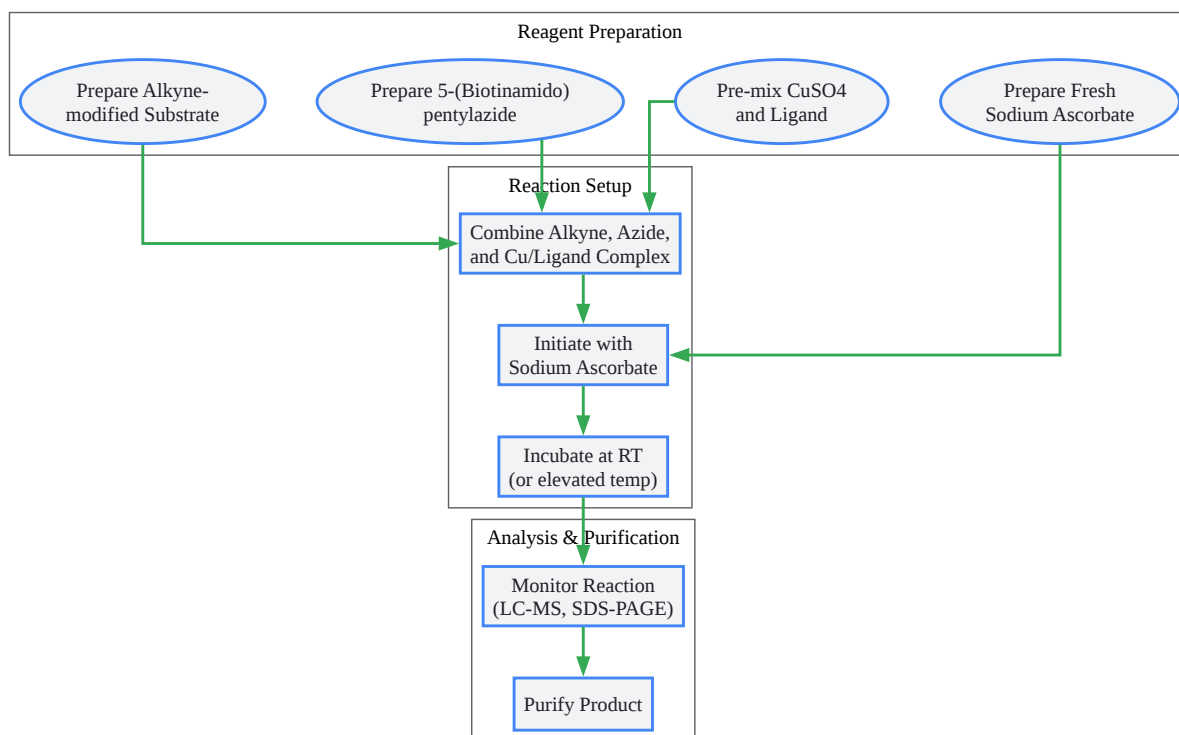 Reagent Preparation
Prepare Alkyne-
modified Substrate
Prepare 5-(Biotinamido)
pentylazide
Pre-mix CuSO4
and Ligand
Prepare Fresh
Sodium Ascorbate
Reaction Setup
Combine Alkyne, Azide,
and Cu/Ligand Complex
Initiate with
Sodium Ascorbate
Incubate at RT
(or elevated temp)
Analysis & Purification
Monitor Reaction
(LC-MS, SDS-PAGE)
Purify Product